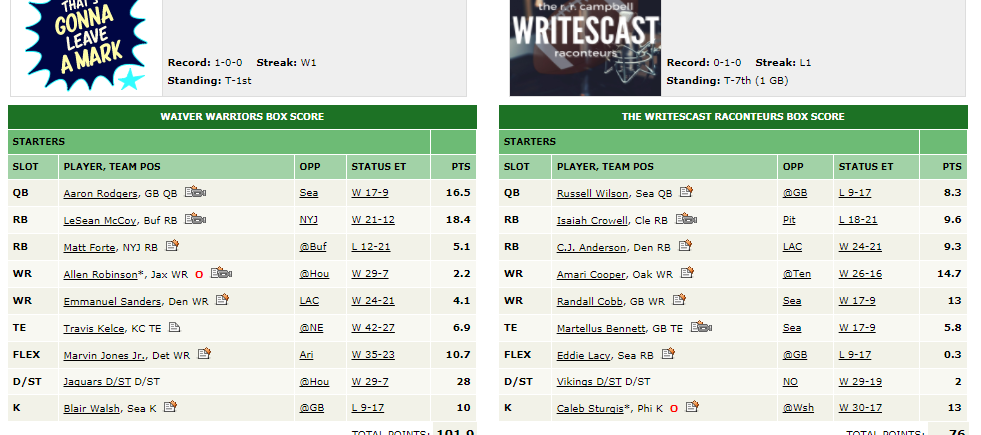 THAT'S
GONNA
LEAVE
A MARK
Record: 1-0-0 Streak: W1
Standing: T-1st
the r. r. campbell
WRITESCAST
raconteurs
Record: 0-1-0 Streak: L1
Standing: T-7th (1 GB)
WAIVER WARRIORS BOX SCORE
STARTERS
SLOT PLAYER, TEAM POS OPP STATUS ET PTS
QB Aaron Rodgers, GB QB Sea W 17-9 16.5
RB LeSean McCoy, Buf RB NYJ W 21-12 18.4
RB Matt Forte, NYJ RB @Buf L 12-21 5.1
WR Allen Robinson*, Jax WR O @Hou W 29-7 2.2
WR Emmanuel Sanders, Den WR LAC W 24-21 4.1
TE Travis Kelce, KC TE @NE W 42-27 6.9
FLEX Marvin Jones Jr., Det WR Ari W 35-23 10.7
D/ST Jaguars D/ST D/ST @Hou W 29-7 28
K Blair Walsh, Sea K @GB L 9-17 10
TOTAL POINTS: 101.9
THE WRITESCAST RACONTEURS BOX SCORE
STARTERS
SLOT PLAYER, TEAM POS OPP STATUS ET PTS
QB Russell Wilson, Sea QB @GB L 9-17 8.3
RB Isaiah Crowell, Cle RB Pit L 18-21 9.6
RB C.J. Anderson, Den RB LAC W 24-21 9.3
WR Amari Cooper, Oak WR @Ten W 26-16 14.7
WR Randall Cobb, GB WR Sea W 17-9 13
TE Martellus Bennett, GB TE Sea W 17-9 5.8
FLEX Eddie Lacy, Sea RB @GB L 9-17 0.3
D/ST Vikings D/ST D/ST NO W 29-19 2
K Caleb Sturgis*, Phi K O @Wsh W 30-17 13
TOTAL POINTS: 76